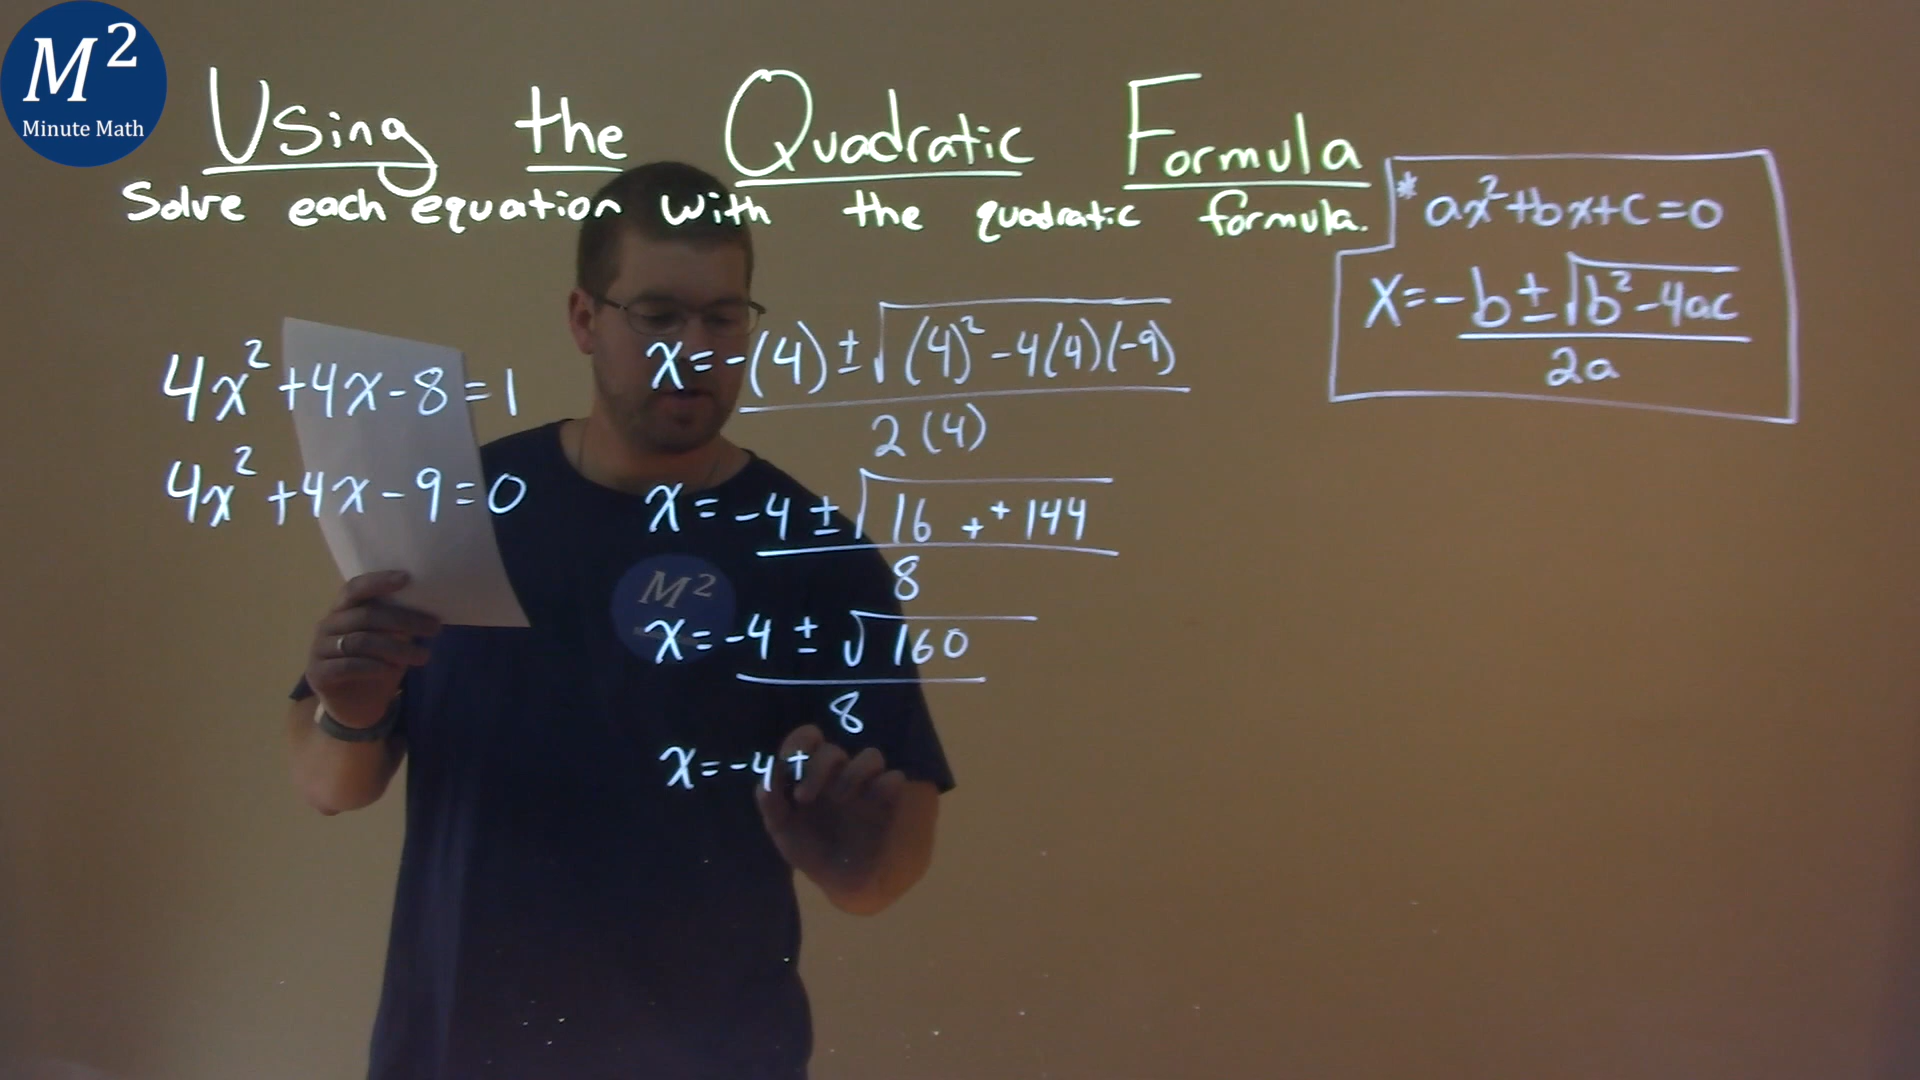 M²
Minute Math
Using the Quadratic Formula
Solve each equation with the quadratic formula.
* ax²+bx+c=0
x=-b±√b²-4ac
2a
4x²+4x-8=1
4x²+4x-9=0
x=-(4)±√(4)²-4(4)(-9)
2(4)
x=-4±√16 ++144
8
M²
x=-4±√160
8
x=-4+